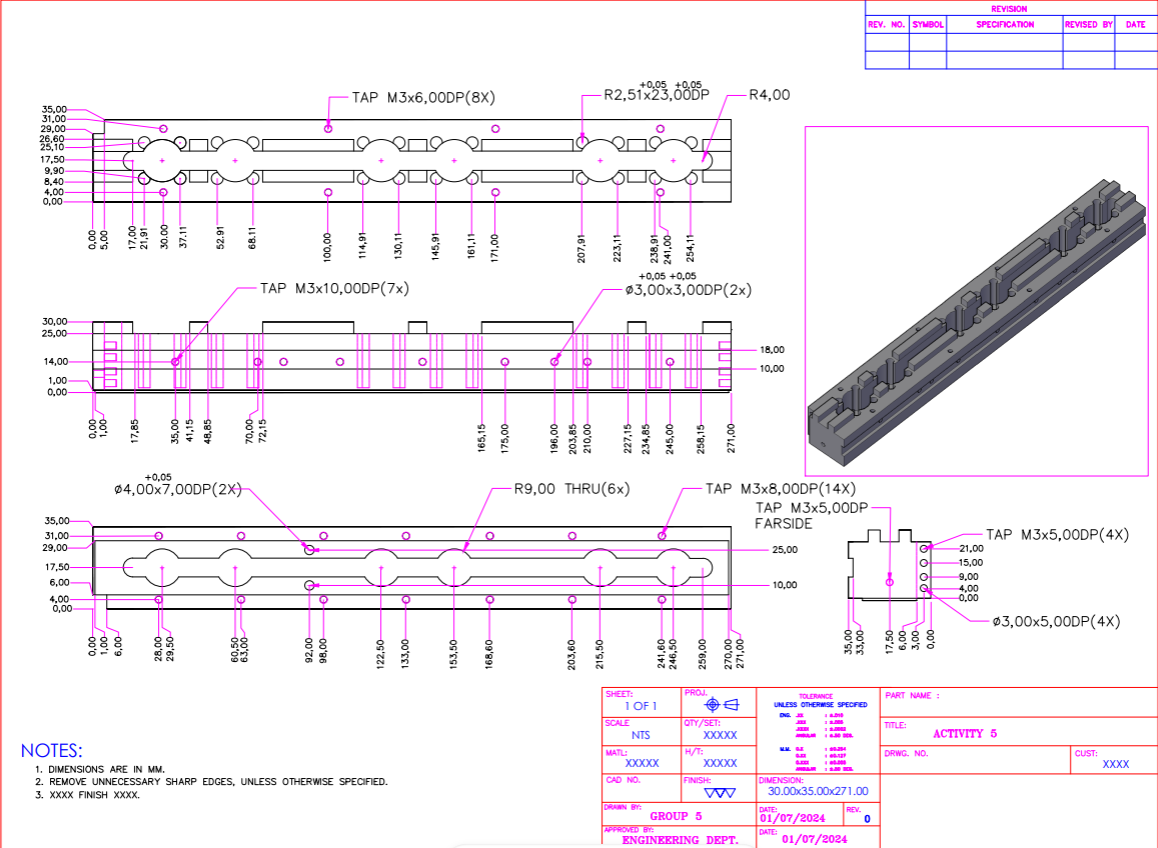 REVISION
REV. NO. SYMBOL SPECIFICATION REVISED BY DATE
TAP M3x6,00DP(8X)
+0,05 +0,05
R2,51x23,00DP
R4,00
35,00
31,00
29,00
26,60
25,10
17,50
9,90
8,40
4,00
0,00
0,00 5,00 17,00 21,91 30,00 37,11 52,91 68,11 100,00 114,91 130,11 145,91 161,11 171,00 207,91 223,11 238,91 241,00 254,11
TAP M3x10,00DP(7x)
+0,05 +0,05
ø3,00x3,00DP(2x)
30,00
25,00
14,00
1,00
0,00
18,00
10,00
0,00 1,00 17,85 35,00 41,15 48,85 70,00 72,15 165,15 175,00 196,00 203,85 210,00 227,15 234,85 245,00 258,15 271,00
+0,05
ø4,00x7,00DP(2X)
R9,00 THRU(6x)
TAP M3x8,00DP(14X)
35,00
31,00
29,00
17,50
6,00
4,00
0,00
25,00
10,00
0,00 1,00 6,00 28,00 29,50 60,50 63,00 92,00 98,00 122,50 133,00 153,50 168,60 203,60 215,50 241,60 246,50 259,00 270,00 271,00
TAP M3x5,00DP
FARSIDE
TAP M3x5,00DP(4X)
21,00
15,00
9,00
4,00
0,00
ø3,00x5,00DP(4X)
35,00 33,00 17,50 6,00 3,00 0,00
NOTES:
1. DIMENSIONS ARE IN MM.
2. REMOVE UNNECESSARY SHARP EDGES, UNLESS OTHERWISE SPECIFIED.
3. XXXX FINISH XXXX.
SHEET:
1 OF 1
PROJ.
TOLERANCE
UNLESS OTHERWISE SPECIFIED
PART NAME :
SCALE
NTS
QTY/SET:
XXXXX
TITLE:
ACTIVITY 5
MATL:
XXXXX
H/T:
XXXXX
DRWG. NO.
CUST:
XXXX
CAD NO.
FINISH:
DIMENSION:
30.00x35.00x271.00
DRAWN BY:
GROUP 5
DATE:
01/07/2024
REV.
0
APPROVED BY:
ENGINEERING DEPT.
DATE:
01/07/2024